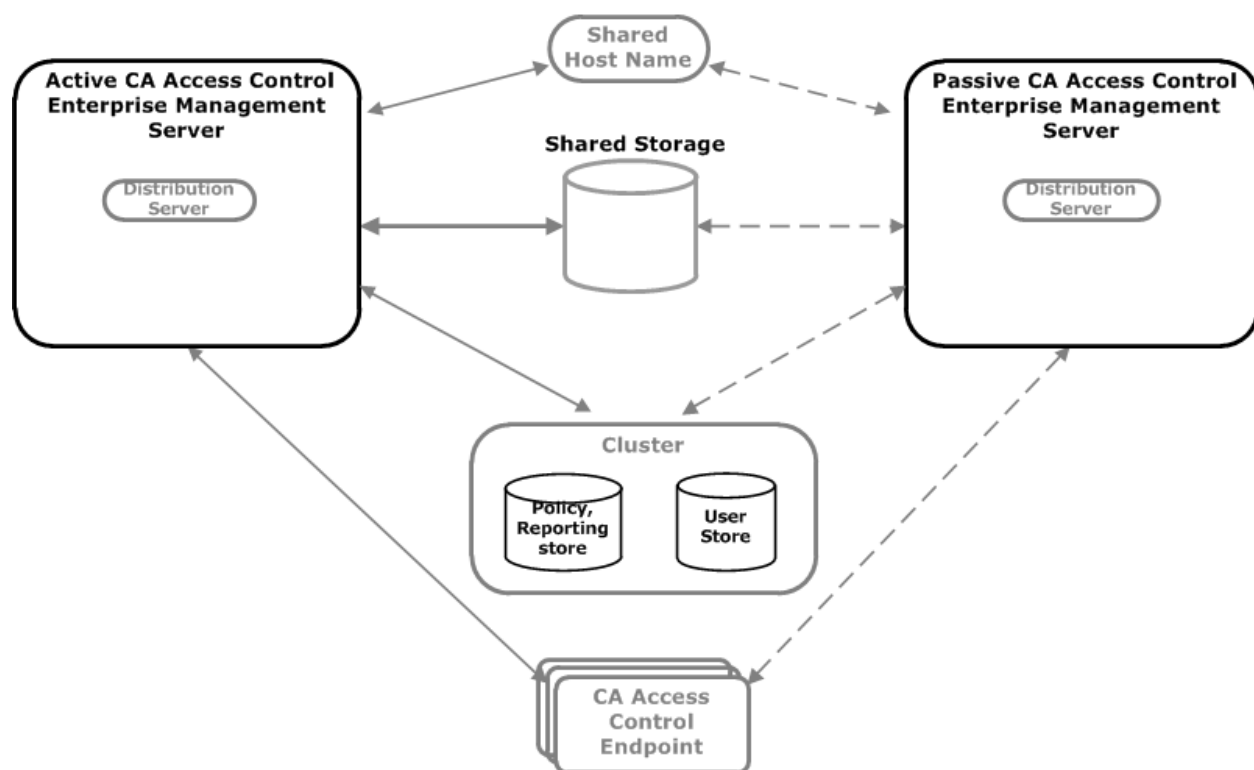 Shared
Host Name
Active CA Access Control
Enterprise Management
Server
Passive CA Access Control
Enterprise Management
Server
Shared Storage
Distribution
Server
Distribution
Server
Cluster
Policy,
Reporting
store
User
Store
CA Access
Control
Endpoint